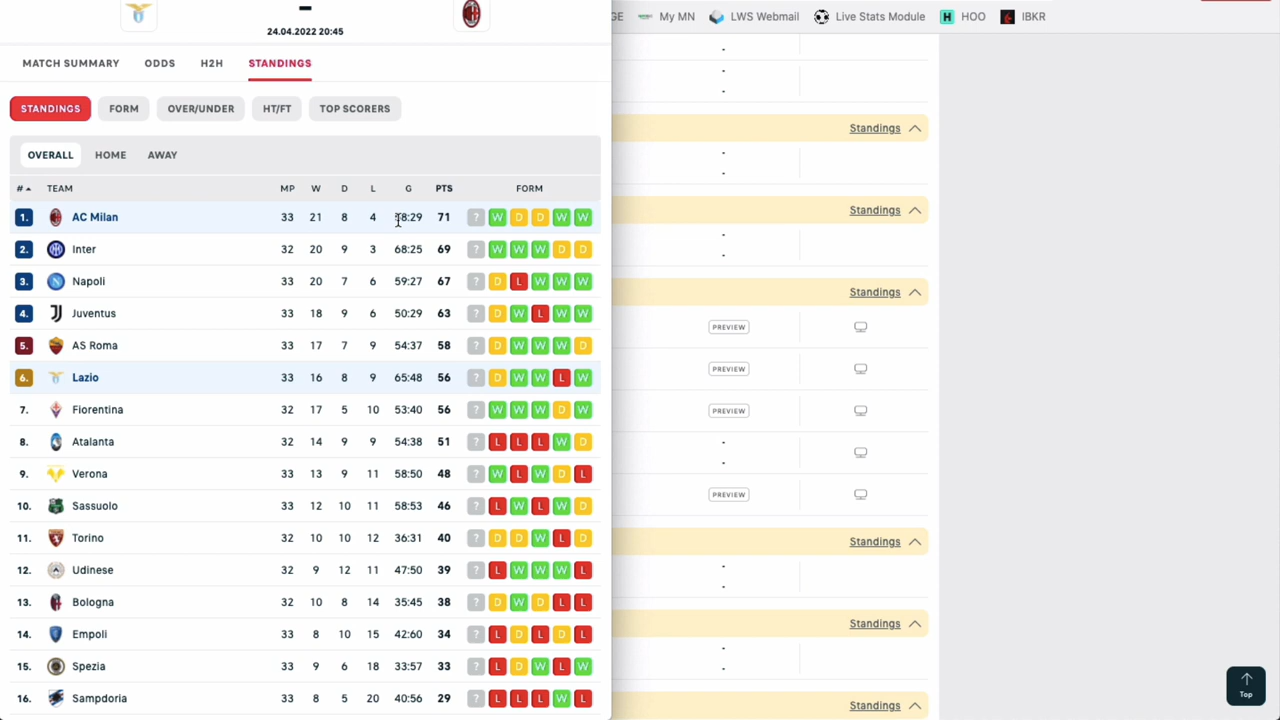 24.04.2022 20:45
MATCH SUMMARY ODDS H2H STANDINGS
STANDINGS FORM OVER/UNDER HT/FT TOP SCORERS
OVERALL HOME AWAY
# TEAM MP W D L G PTS FORM
1. AC Milan 33 21 8 4 8:29 71 ? W D D W W
2. Inter 32 20 9 3 68:25 69 ? W W W D D
3. Napoli 33 20 7 6 59:27 67 ? D L W W W
4. Juventus 33 18 9 6 50:29 63 ? D W L W W
5. AS Roma 33 17 7 9 54:37 58 ? D W W W D
6. Lazio 33 16 8 9 65:48 56 ? D W W L W
7. Fiorentina 32 17 5 10 53:40 56 ? W W W D W
8. Atalanta 32 14 9 9 54:38 51 ? L L L W D
9. Verona 33 13 9 11 58:50 48 ? W L W D L
10. Sassuolo 33 12 10 11 58:53 46 ? L W L W D
11. Torino 32 10 10 12 36:31 40 ? D D W L D
12. Udinese 32 9 12 11 47:50 39 ? L W W W L
13. Bologna 32 10 8 14 35:45 38 ? D W D L L
14. Empoli 33 8 10 15 42:60 34 ? L D L D L
15. Spezia 33 9 6 18 33:57 33 ? L D W L W
16. Sampdoria 33 8 5 20 40:56 29 ? L L L W L
GE My MN LWS Webmail Live Stats Module H HOO IBKR
-
-
-
Standings
-
-
Standings
-
-
Standings
PREVIEW
PREVIEW
PREVIEW
-
-
PREVIEW
Standings
-
-
Standings
-
-
Standings
Top